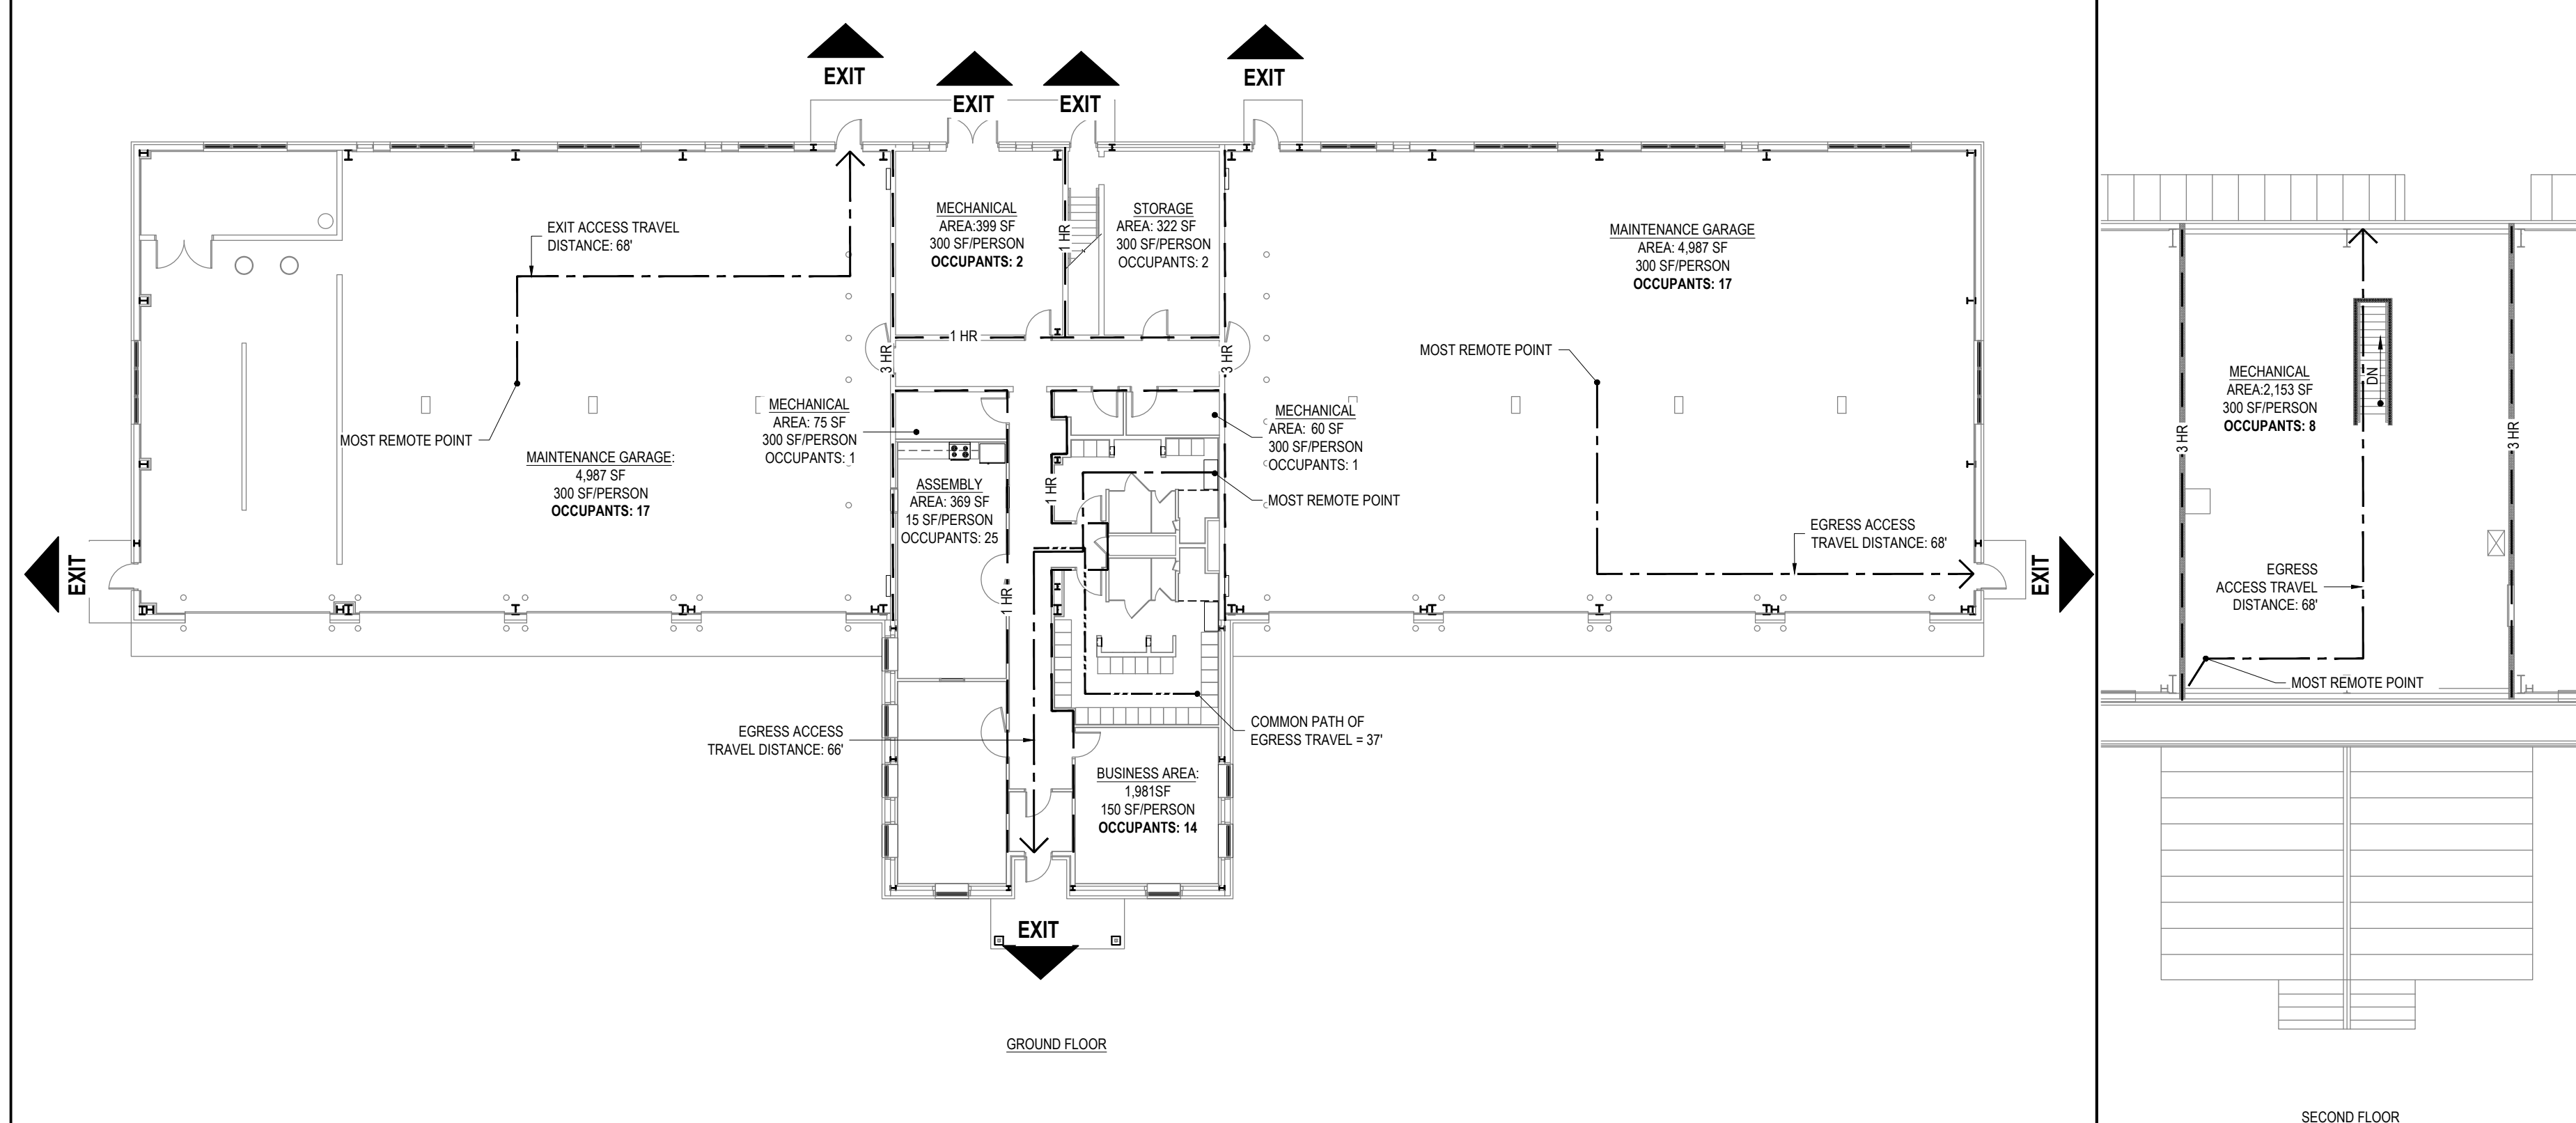 EXIT
EXIT
EXIT
EXIT
MECHANICAL
AREA:399 SF
300 SF/PERSON
OCCUPANTS: 2
1 HR
STORAGE
AREA: 322 SF
300 SF/PERSON
OCCUPANTS: 2
EXIT ACCESS TRAVEL
DISTANCE: 68'
MAINTENANCE GARAGE
AREA: 4,987 SF
300 SF/PERSON
OCCUPANTS: 17
1 HR
3 HR
3 HR
MOST REMOTE POINT
MOST REMOTE POINT
MAINTENANCE GARAGE:
4,987 SF
300 SF/PERSON
OCCUPANTS: 17
MECHANICAL
AREA: 75 SF
300 SF/PERSON
OCCUPANTS: 1
MECHANICAL
AREA: 60 SF
300 SF/PERSON
OCCUPANTS: 1
ASSEMBLY
AREA: 369 SF
15 SF/PERSON
OCCUPANTS: 25
1 HR
MOST REMOTE POINT
1 HR
EGRESS ACCESS
TRAVEL DISTANCE: 68'
EXIT
EXIT
EGRESS ACCESS
TRAVEL DISTANCE: 66'
COMMON PATH OF
EGRESS TRAVEL = 37'
BUSINESS AREA:
1,981SF
150 SF/PERSON
OCCUPANTS: 14
EXIT
GROUND FLOOR
MECHANICAL
AREA:2,153 SF
300 SF/PERSON
OCCUPANTS: 8
DN
3 HR
3 HR
EGRESS
ACCESS TRAVEL
DISTANCE: 68'
MOST REMOTE POINT
SECOND FLOOR